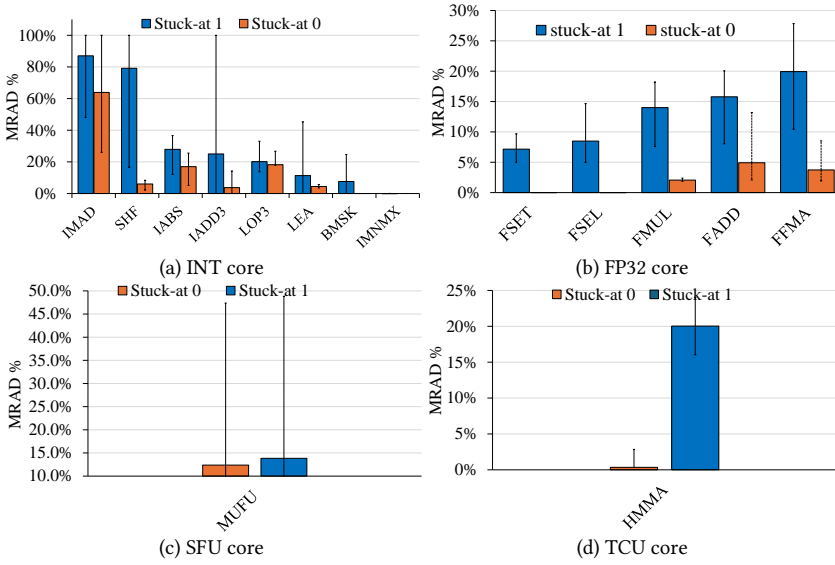 Stuck-at 1 Stuck-at 0
100%
80%
60%
40%
20%
0%
MRAD %
IMAD SHF IABS IADD3 LOP3 LEA BMSK IMNMX
(a) INT core
stuck-at 1 stuck-at 0
30%
25%
20%
15%
10%
5%
0%
MRAD %
FSET FSEL FMUL FADD FFMA
(b) FP32 core
Stuck-at 0 Stuck-at 1
50.0%
45.0%
40.0%
35.0%
30.0%
25.0%
20.0%
15.0%
10.0%
MRAD %
MUFU
(c) SFU core
Stuck-at 0 Stuck-at 1
25%
20%
15%
10%
5%
0%
MRAD %
HMMA
(d) TCU core